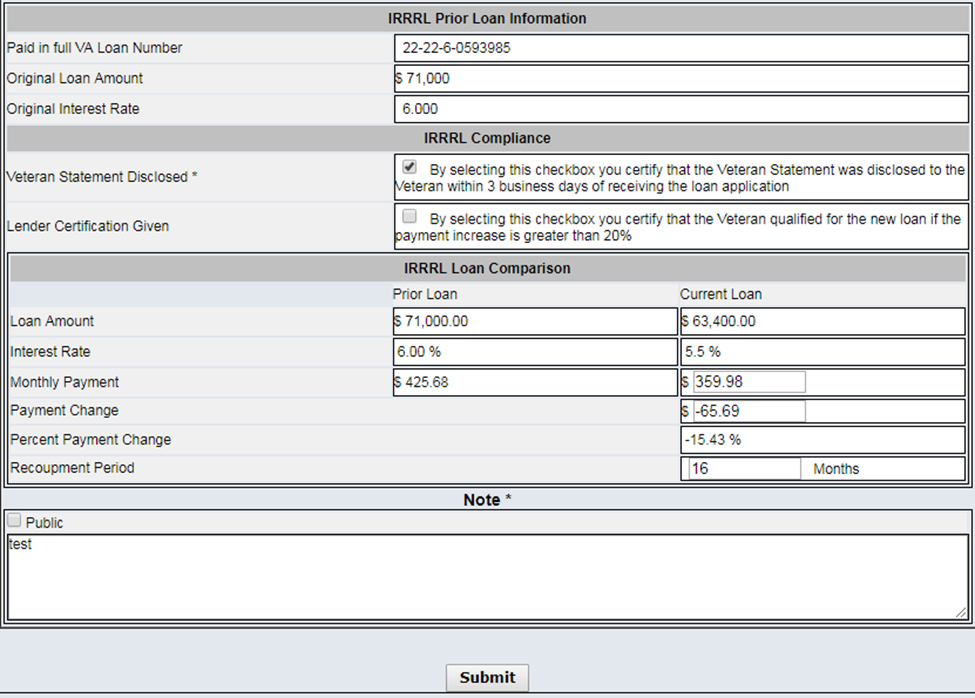 IRRRL Prior Loan Information
Paid in full VA Loan Number 22-22-6-0593985
Original Loan Amount $ 71,000
Original Interest Rate 6.000
IRRRL Compliance
Veteran Statement Disclosed * By selecting this checkbox you certify that the Veteran Statement was disclosed to the
Veteran within 3 business days of receiving the loan application
Lender Certification Given By selecting this checkbox you certify that the Veteran qualified for the new loan if the
payment increase is greater than 20%
IRRRL Loan Comparison
Prior Loan Current Loan
Loan Amount $ 71,000.00 $ 63,400.00
Interest Rate 6.00 % 5.5 %
Monthly Payment $ 425.68 $ 359.98
Payment Change $ -65.69
Percent Payment Change -15.43 %
Recoupment Period 16 Months
Note *
Public
test
Submit